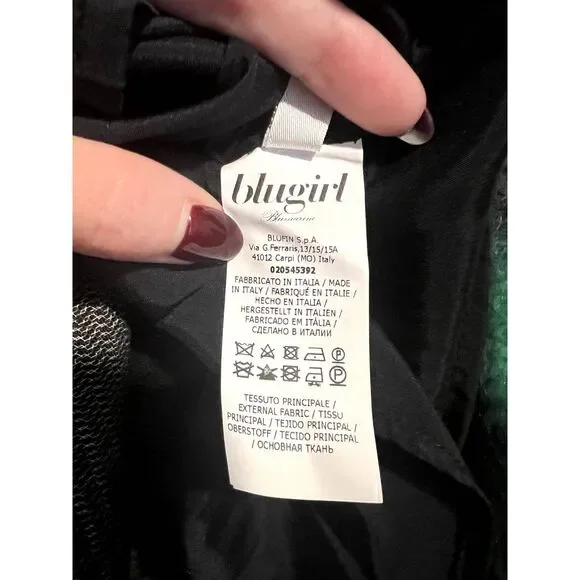 blugirl
Blumarine
BLUFIN S.p.A.
Via G.Ferraris,13/15/15A
41012 Carpi (MO) Italy
020545392
FABBRICATO IN ITALIA / MADE
IN ITALY / FABRIQUÉ EN ITALIE /
HECHO EN ITALIA /
HERGESTELLT IN ITALIEN /
FABRICADO EM ITÁLIA /
СДЕЛАНО В ИТАЛИИ
P
P
TESSUTO PRINCIPALE /
EXTERNAL FABRIC / TISSU
PRINCIPAL / TEJIDO PRINCIPAL /
OBERSTOFF / TECIDO PRINCIPAL
/ ОСНОВНАЯ ТКАНЬ